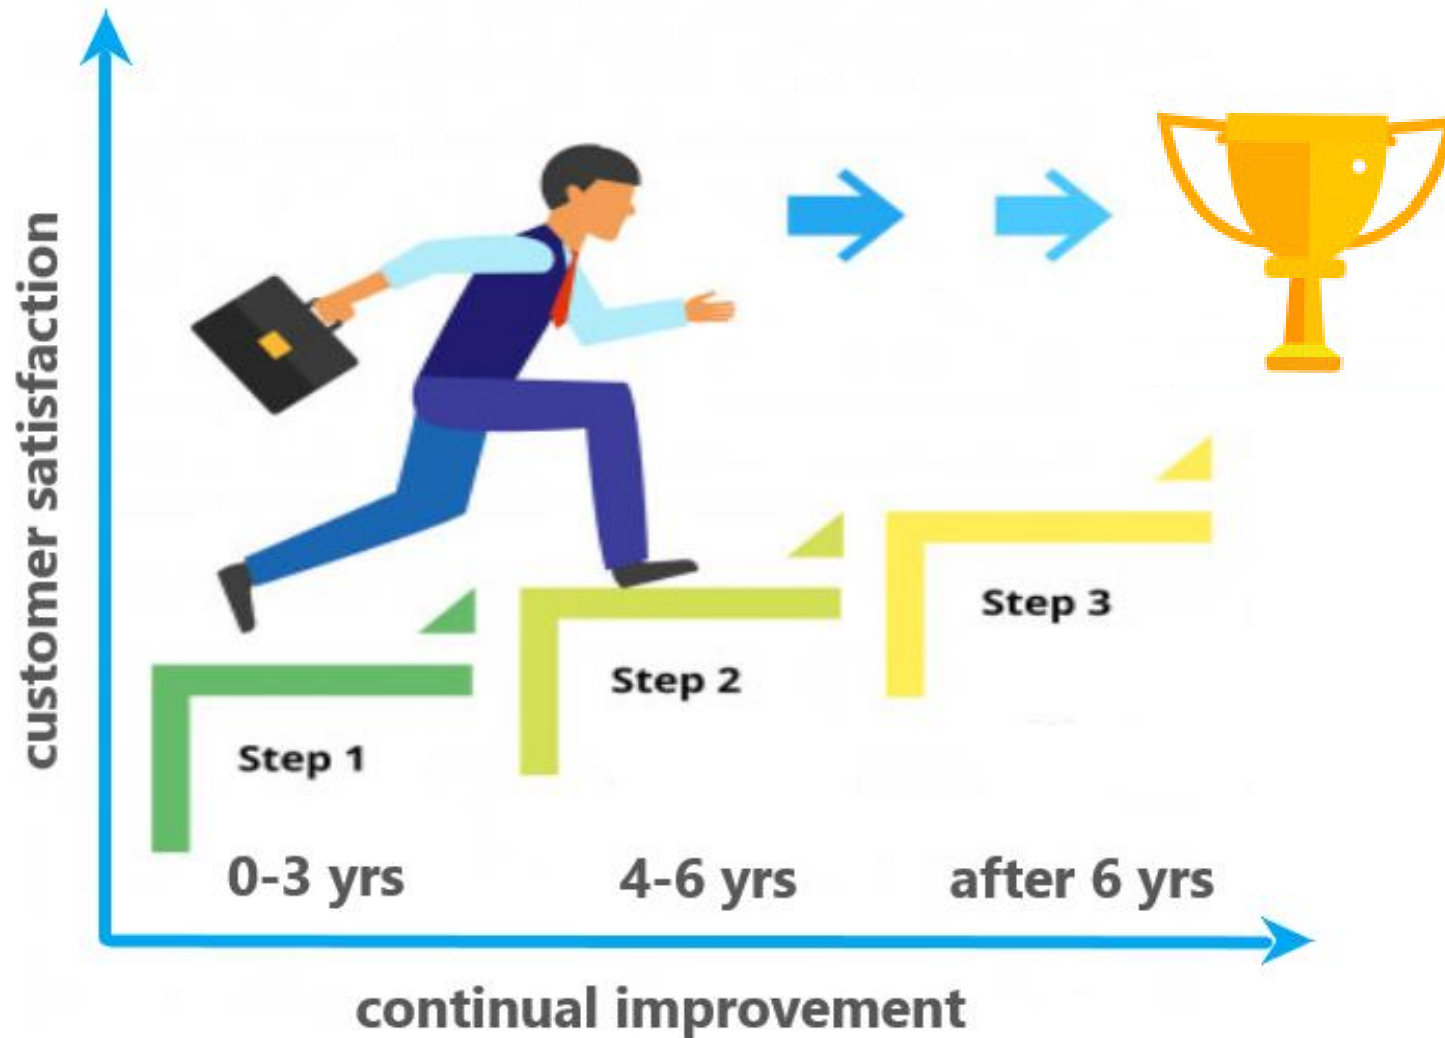 customer satisfaction
Step 1
Step 2
Step 3
0-3 yrs
4-6 yrs
after 6 yrs
continual improvement